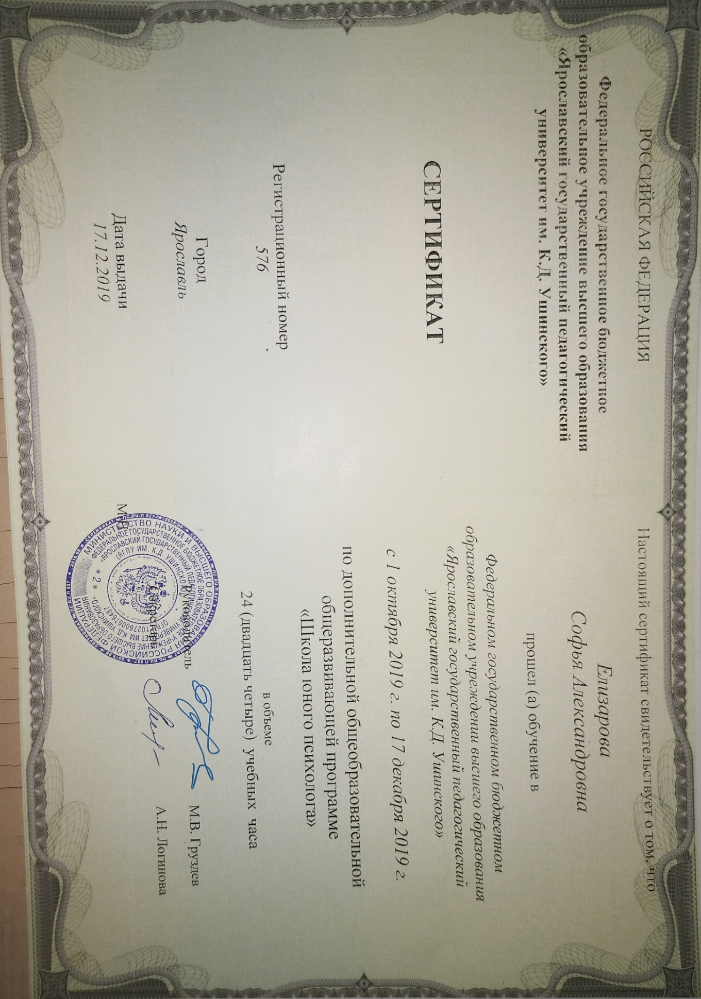 РОССИЙСКАЯ ФЕДЕРАЦИЯ
Федеральное государственное бюджетное
образовательное учреждение высшего образования
«Ярославский государственный педагогический
университет им. К.Д. Ушинского»
СЕРТИФИКАТ
Регистрационный номер
576
Город
Ярославль
Дата выдачи
17.12.2019
Настоящий сертификат свидетельствует о том, что
Елизарова
Софья Александровна
прошел (а) обучение в
Федеральном государственном бюджетном
образовательном учреждении высшего образования
«Ярославский государственный педагогический
университет им. К.Д. Ушинского»
с 1 октября 2019 г. по 17 декабря 2019 г.
по дополнительной общеобразовательной
общеразвивающей программе
«Школа юного психолога»
в объеме
24 (двадцать четыре) учебных часа
Руководитель М.В. Груздев
Секретарь А.Н. Логинова
М.П.
МИНИСТЕРСТВО НАУКИ И ВЫСШЕГО ОБРАЗОВАНИЯ РОССИЙСКОЙ ФЕДЕРАЦИИ
ФЕДЕРАЛЬНОЕ ГОСУДАРСТВЕННОЕ БЮДЖЕТНОЕ ОБРАЗОВАТЕЛЬНОЕ УЧРЕЖДЕНИЕ ВЫСШЕГО ОБРАЗОВАНИЯ
«ЯРОСЛАВСКИЙ ГОСУДАРСТВЕННЫЙ ПЕДАГОГИЧЕСКИЙ УНИВЕРСИТЕТ ИМ. К.Д. УШИНСКОГО»
(ЯГПУ ИМ. К.Д. УШИНСКОГО)
ОГРН 1027600676487
* 2 *